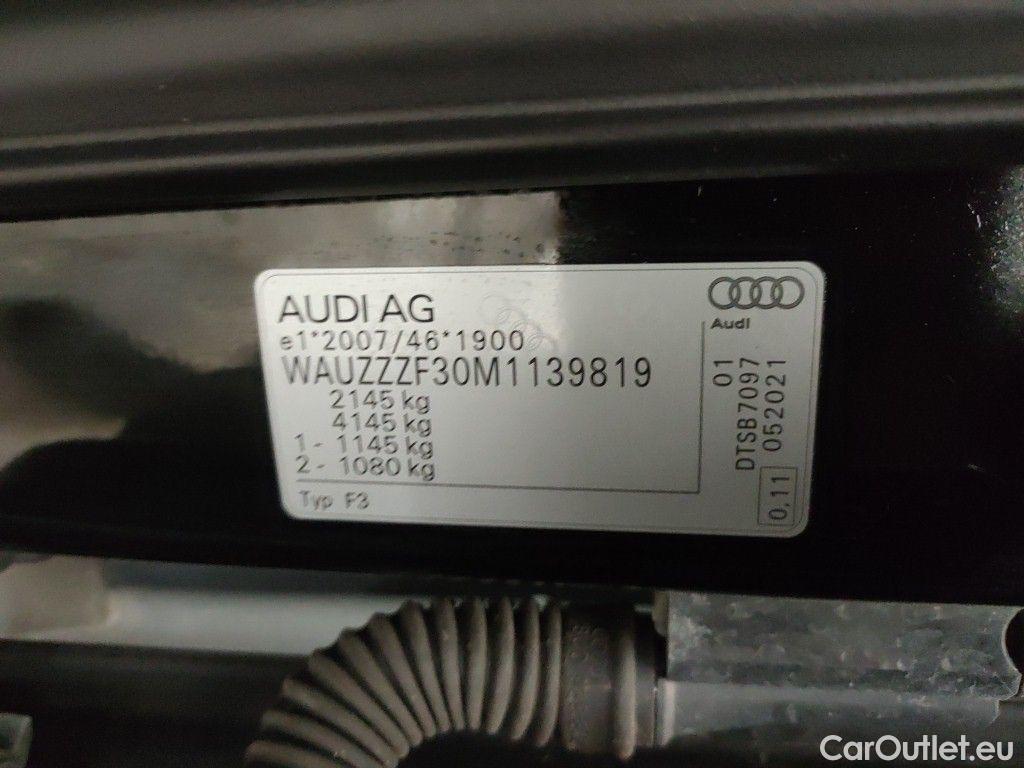 AUDI AG
e1*2007/46*1900
WAUZZZF30M1139819
2145 kg
4145 kg
1 - 1145 kg
2 - 1080 kg
Typ F3
Audi
01
DTSB7097
052021
0,11
CarOutlet.eu